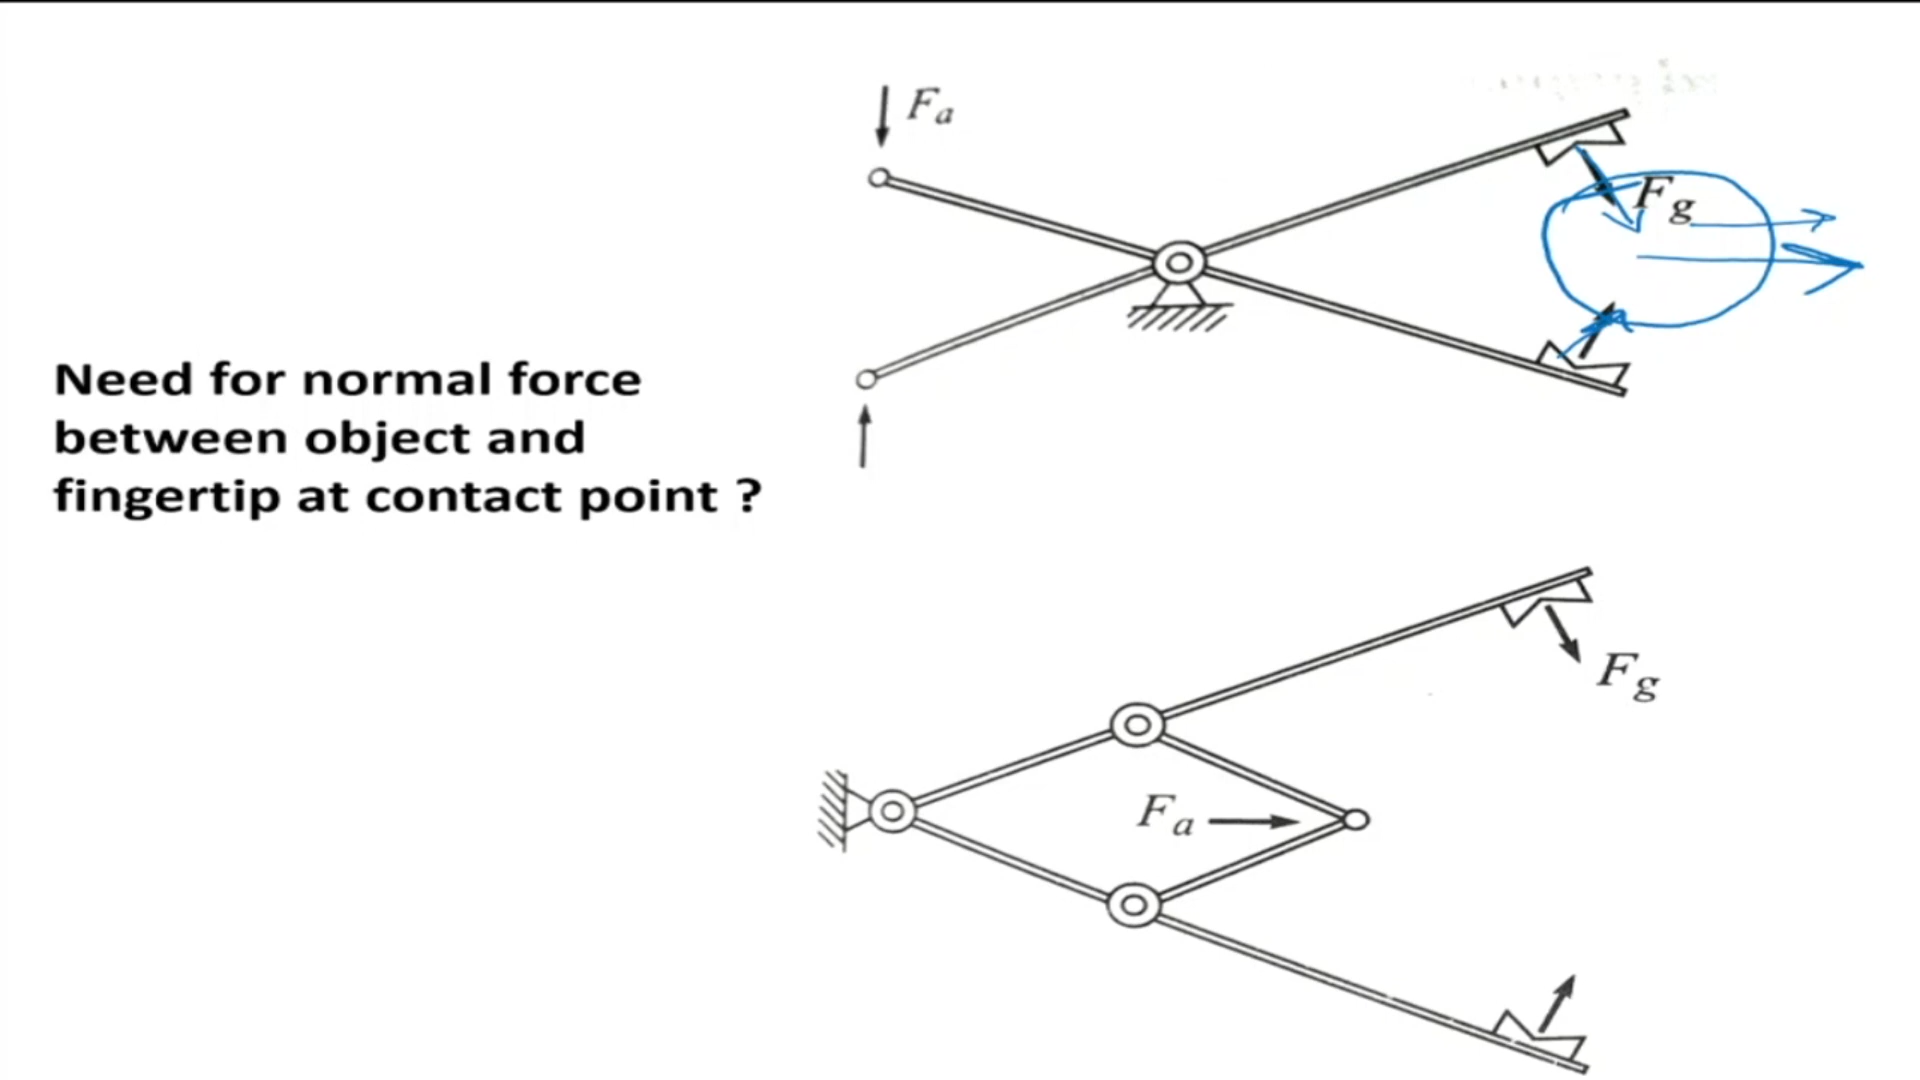 F_a
F_g
Need for normal force
between object and
fingertip at contact point ?
F_g
F_a